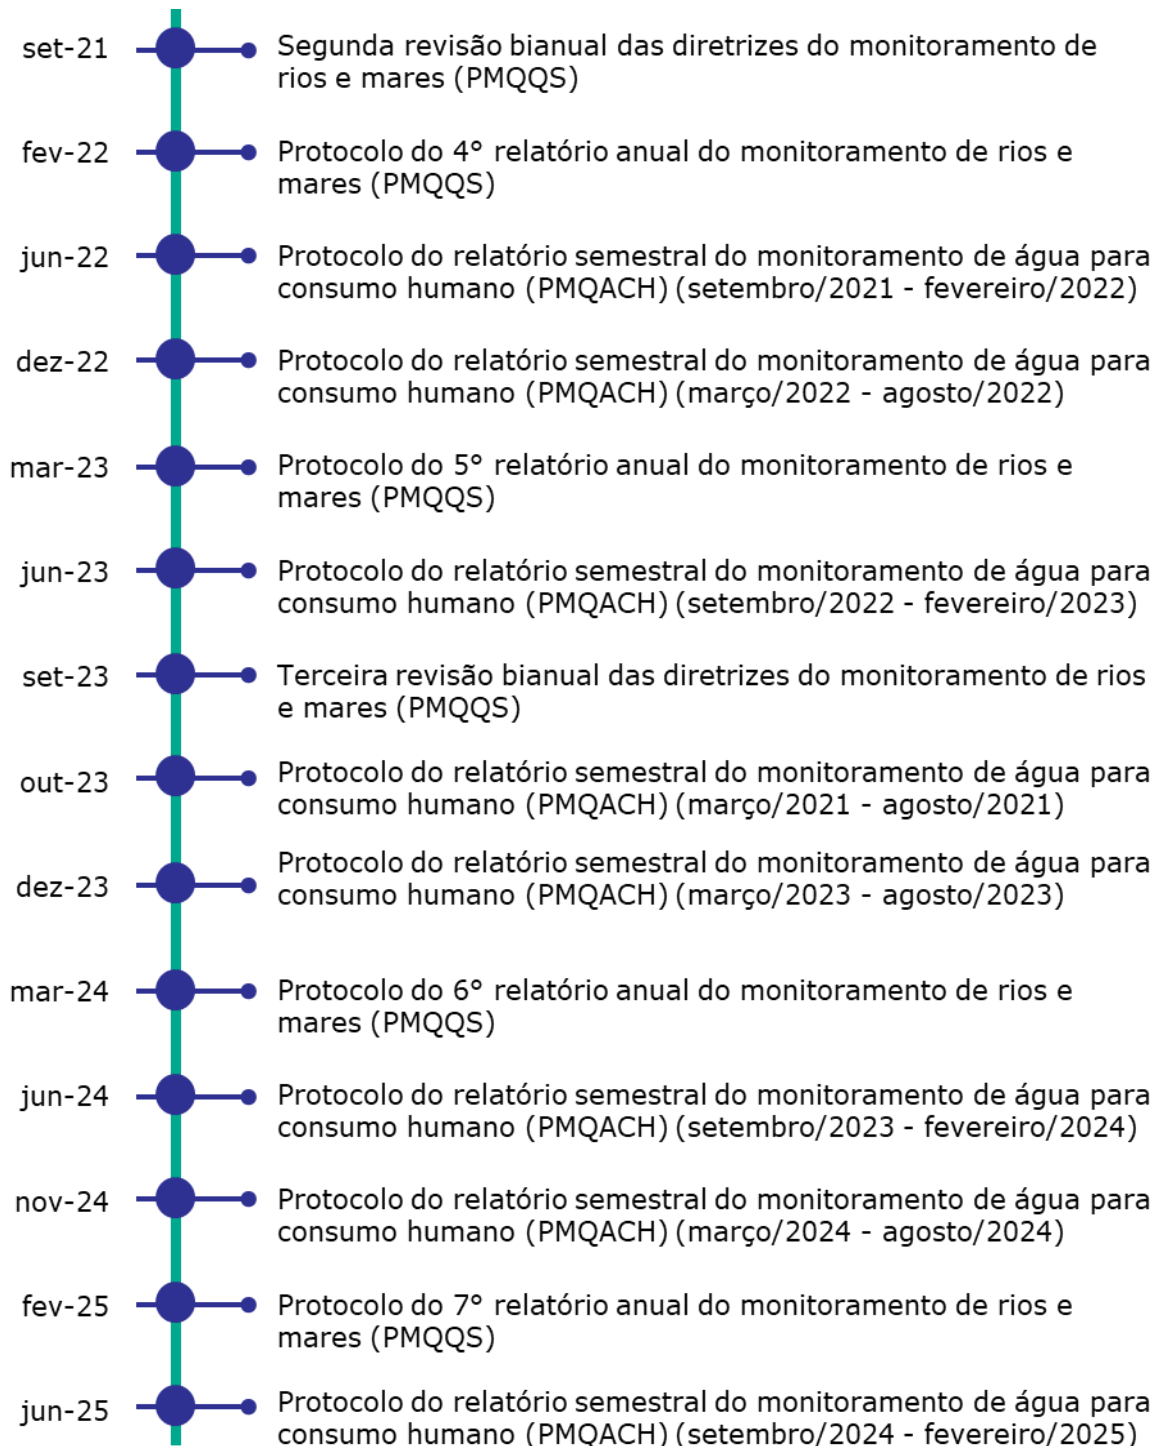 set-21
Segunda revisão bianual das diretrizes do monitoramento de
rios e mares (PMQQS)
fev-22
Protocolo do 4° relatório anual do monitoramento de rios e
mares (PMQQS)
jun-22
Protocolo do relatório semestral do monitoramento de água para
consumo humano (PMQACH) (setembro/2021 - fevereiro/2022)
dez-22
Protocolo do relatório semestral do monitoramento de água para
consumo humano (PMQACH) (março/2022 - agosto/2022)
mar-23
Protocolo do 5° relatório anual do monitoramento de rios e
mares (PMQQS)
jun-23
Protocolo do relatório semestral do monitoramento de água para
consumo humano (PMQACH) (setembro/2022 - fevereiro/2023)
set-23
Terceira revisão bianual das diretrizes do monitoramento de rios
e mares (PMQQS)
out-23
Protocolo do relatório semestral do monitoramento de água para
consumo humano (PMQACH) (março/2021 - agosto/2021)
dez-23
Protocolo do relatório semestral do monitoramento de água para
consumo humano (PMQACH) (março/2023 - agosto/2023)
mar-24
Protocolo do 6° relatório anual do monitoramento de rios e
mares (PMQQS)
jun-24
Protocolo do relatório semestral do monitoramento de água para
consumo humano (PMQACH) (setembro/2023 - fevereiro/2024)
nov-24
Protocolo do relatório semestral do monitoramento de água para
consumo humano (PMQACH) (março/2024 - agosto/2024)
fev-25
Protocolo do 7° relatório anual do monitoramento de rios e
mares (PMQQS)
jun-25
Protocolo do relatório semestral do monitoramento de água para
consumo humano (PMQACH) (setembro/2024 - fevereiro/2025)